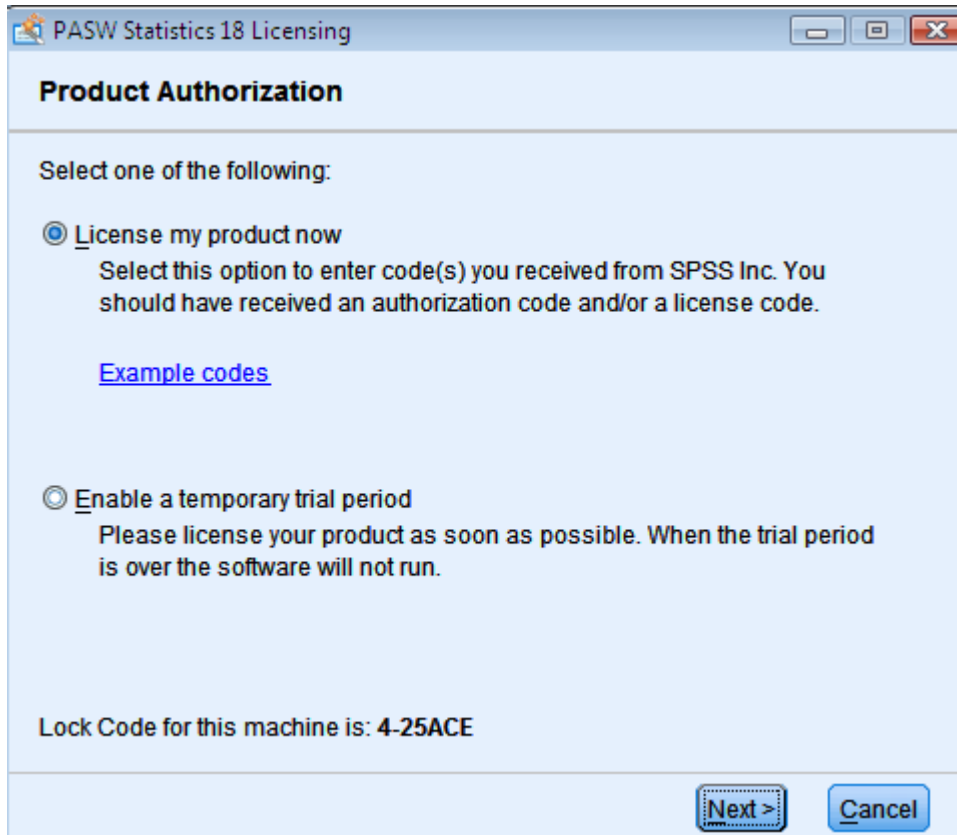 PASW Statistics 18 Licensing
Product Authorization
Select one of the following:
License my product now
Select this option to enter code(s) you received from SPSS Inc. You
should have received an authorization code and/or a license code.
Example codes
Enable a temporary trial period
Please license your product as soon as possible. When the trial period
is over the software will not run.
Lock Code for this machine is: 4-25ACE
Next >
Cancel